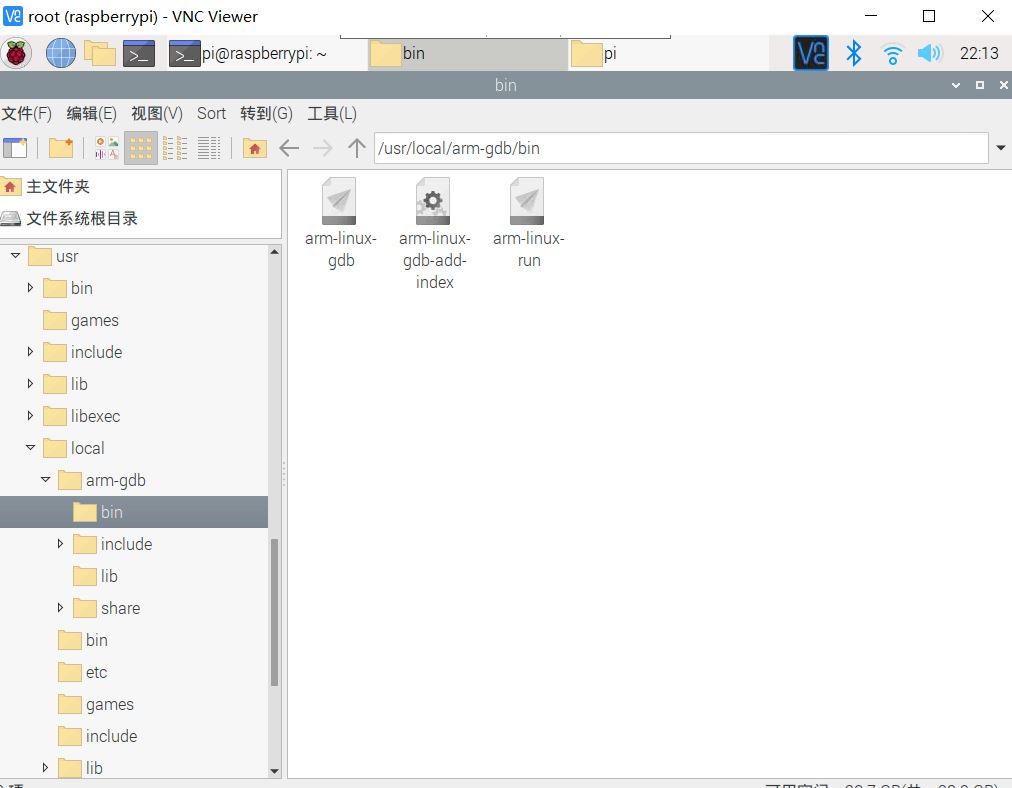 root (raspberrypi) - VNC Viewer
pi@raspberrypi: ~
bin
pi
22:13
bin
文件(F) 编辑(E) 视图(V) Sort 转到(G) 工具(L)
/usr/local/arm-gdb/bin
主文件夹
文件系统根目录
usr
bin
games
include
lib
libexec
local
arm-gdb
bin
include
lib
share
bin
etc
games
include
lib
arm-linux-
gdb
arm-linux-
gdb-add-
index
arm-linux-
run